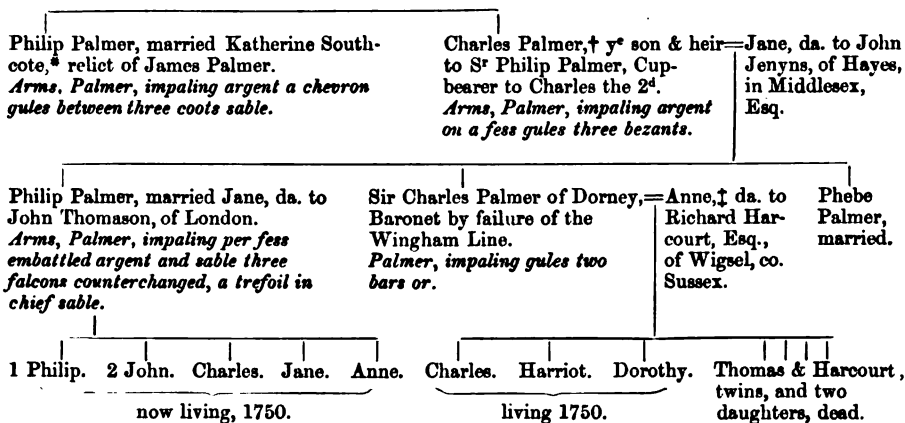 Philip Palmer, married Katherine South-
cote,* relict of James Palmer.
Arms, Palmer, impaling argent a chevron
gules between three coots sable.
Charles Palmer,† yᵉ son & heir=Jane, da. to John
to Sʳ Philip Palmer, Cup- Jenyns, of Hayes,
bearer to Charles the 2ᵈ. in Middlesex,
Arms, Palmer, impaling argent Esq.
on a fess gules three bezants.
Philip Palmer, married Jane, da. to
John Thomason, of London.
Arms, Palmer, impaling per fess
embattled argent and sable three
falcons counterchanged, a trefoil in
chief sable.
Sir Charles Palmer of Dorney,=Anne,‡ da. to
Baronet by failure of the Richard Har-
Wingham Line. court, Esq.,
Palmer, impaling gules two of Wigsel, co.
bars or. Sussex.
Phebe
Palmer,
married.
1 Philip. 2 John. Charles. Jane. Anne.
now living, 1750.
Charles. Harriot. Dorothy.
living 1750.
Thomas & Harcourt,
twins, and two
daughters, dead.